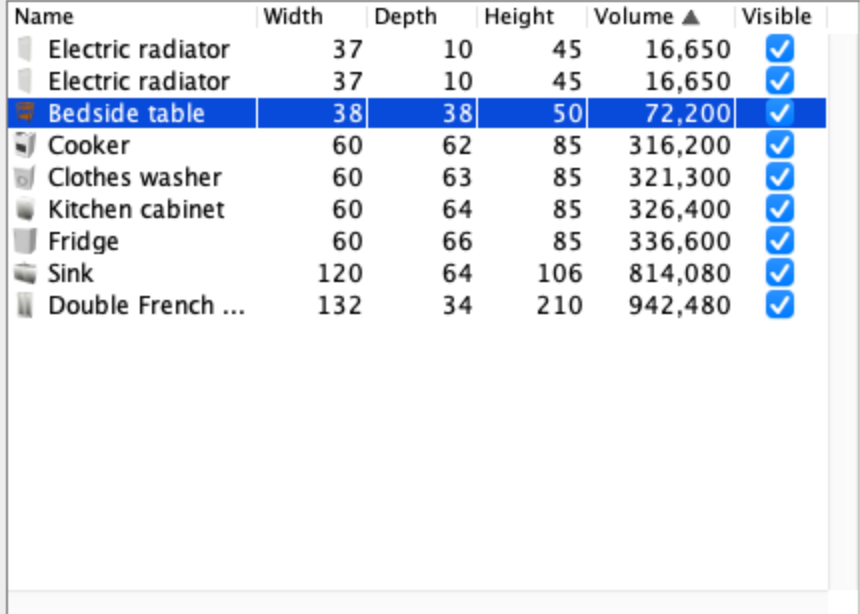 Name Width Depth Height Volume ▲ Visible
Electric radiator 37 10 45 16,650
Electric radiator 37 10 45 16,650
Bedside table 38 38 50 72,200
Cooker 60 62 85 316,200
Clothes washer 60 63 85 321,300
Kitchen cabinet 60 64 85 326,400
Fridge 60 66 85 336,600
Sink 120 64 106 814,080
Double French ... 132 34 210 942,480